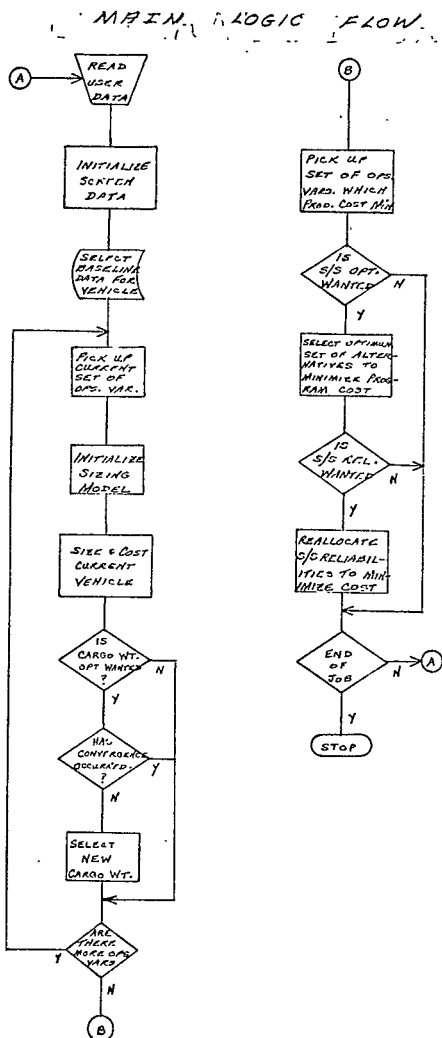 MAIN LOGIC FLOW
A
READ
USER
DATA
INITIALIZE
SCRTCH
DATA
SELECT
BASELINE
DATA FOR
VEHICLE
PICK UP
CURRENT
SET OF
OPS. VAR.
INITIALIZE
SIZING
MODEL
SIZE & COST
CURRENT
VEHICLE
IS
CARGO WT.
OPT WANTED
?
N
Y
HAS
CONVERGENCE
OCCURRED.
?
Y
N
SELECT
NEW
CARGO WT.
ARE
THERE
MORE OPS
VARS
Y
N
B
B
PICK UP
SET OF OPS.
VARS. WHICH
PROD. COST MIN
IS
S/S OPT.
WANTED
N
Y
SELECT OPTIMUM
SET OF ALTER-
NATIVES TO
MINIMIZE PROG-
RAM COST
IS
S/S REL.
WANTED
N
Y
REALLOCATE
S/S RELIABIL-
ITIES TO MIN-
IMIZE COST
END
OF
JOB
N
A
Y
STOP